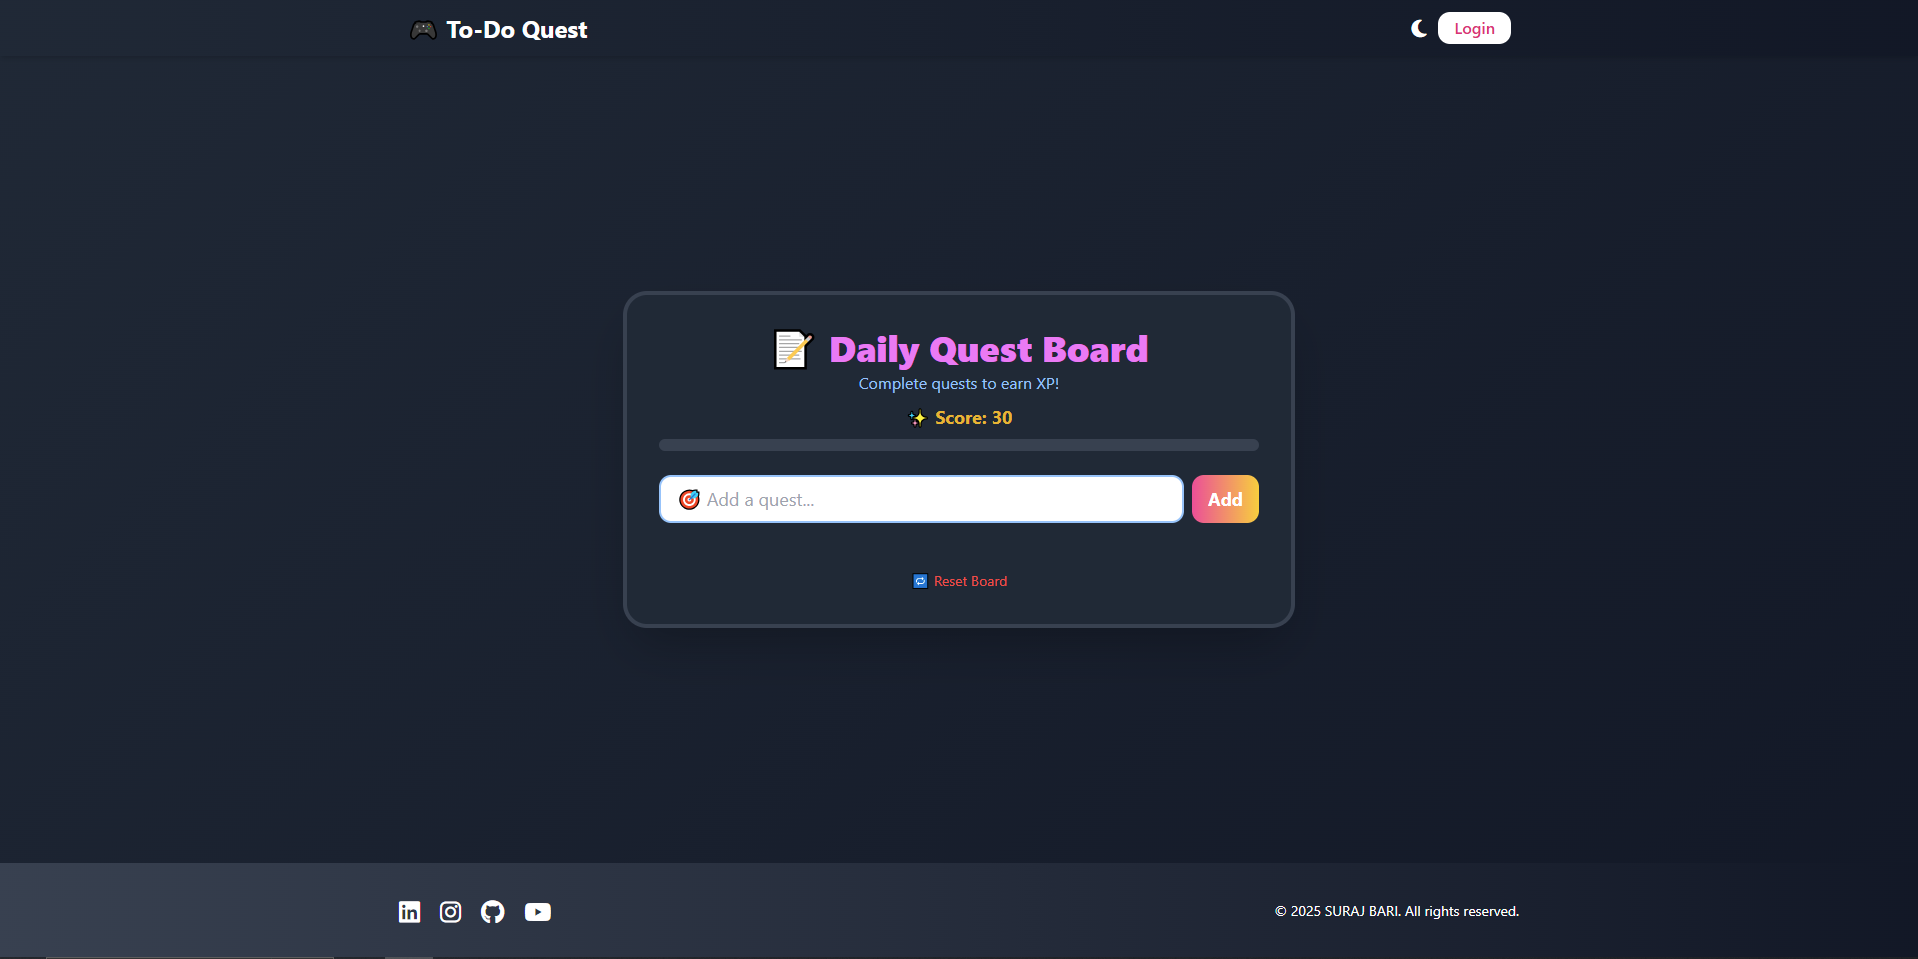 To-Do Quest
Login
Daily Quest Board
Complete quests to earn XP!
Score: 30
Add a quest...
Add
Reset Board
in
© 2025 SURAJ BARI. All rights reserved.